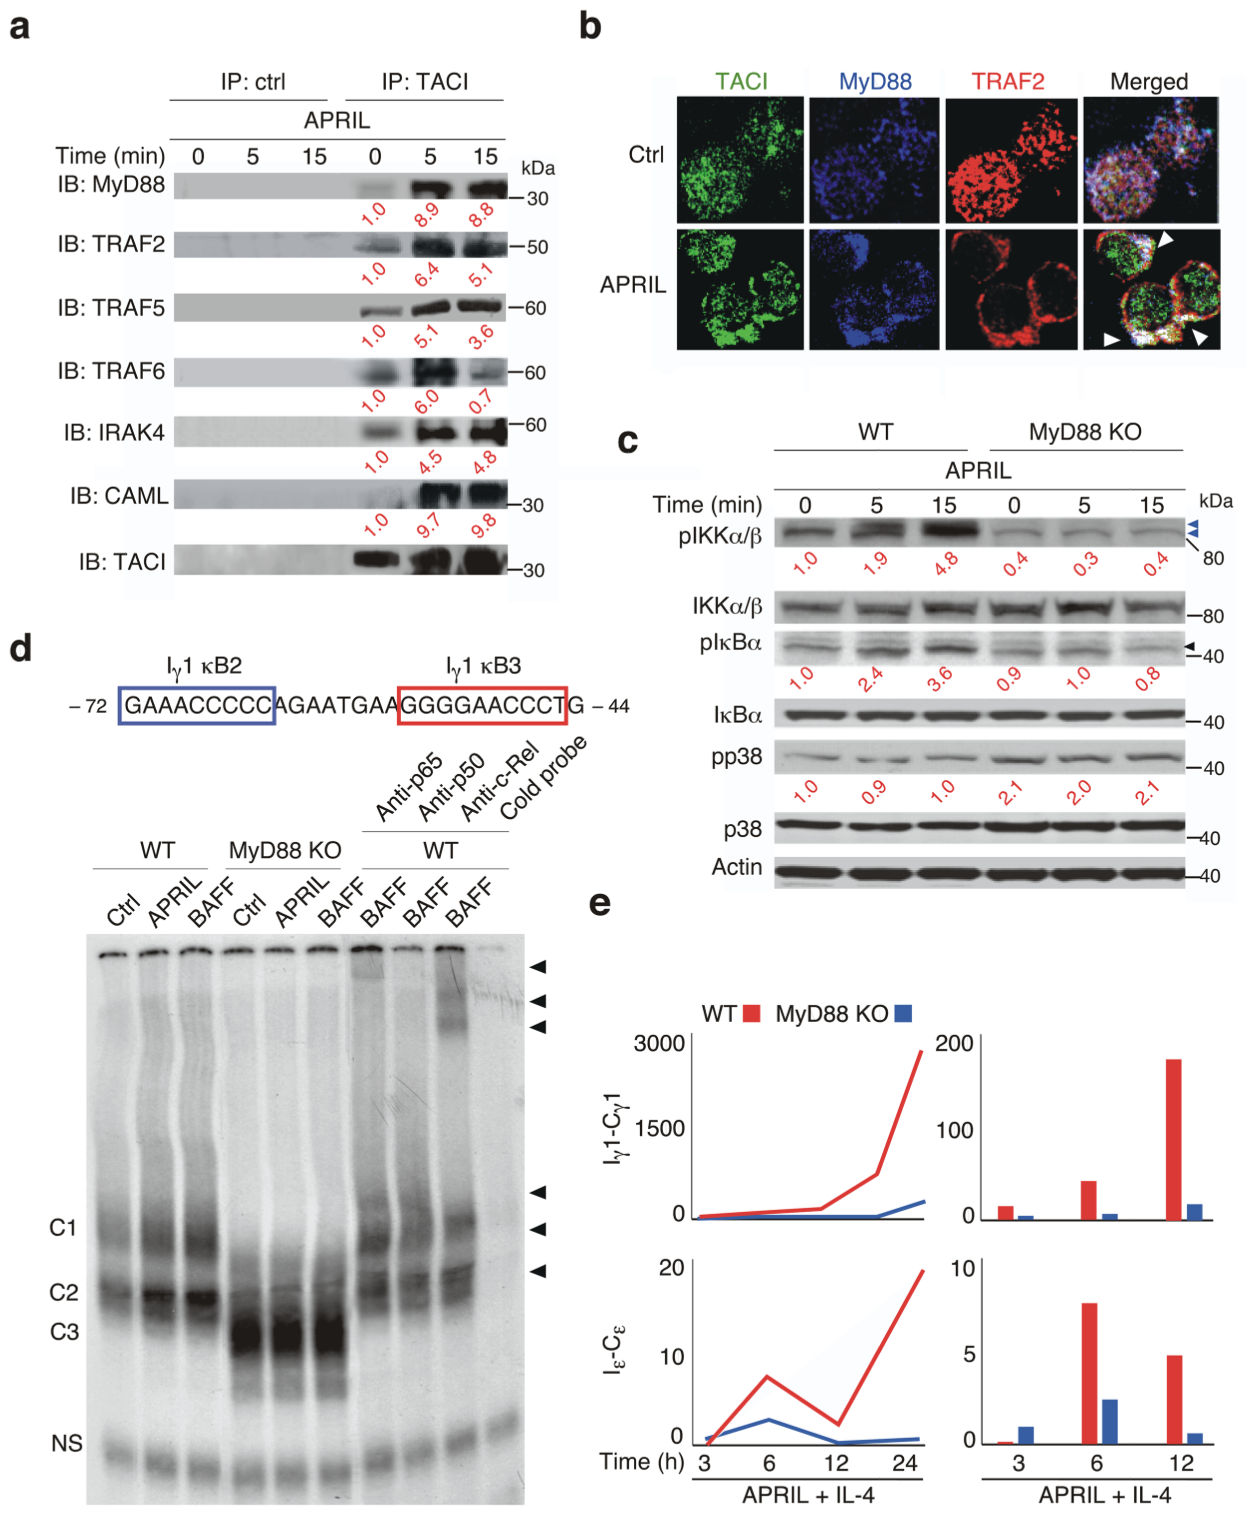 a
IP: ctrl IP: TACI
APRIL
Time (min) 0 5 15 0 5 15 kDa
IB: MyD88 30
1.0 8.9 8.8
IB: TRAF2 50
1.0 6.4 5.1
IB: TRAF5 60
1.0 5.1 3.6
IB: TRAF6 60
1.0 6.0 0.7
IB: IRAK4 60
1.0 4.5 4.8
IB: CAML 30
1.0 9.7 9.8
IB: TACI 30
b
TACI MyD88 TRAF2 Merged
Ctrl
APRIL
c
WT MyD88 KO
APRIL
Time (min) 0 5 15 0 5 15 kDa
pIKKα/β 80
1.0 1.9 4.8 0.4 0.3 0.4
IKKα/β 80
pIκBα 40
1.0 2.4 3.6 0.9 1.0 0.8
IκBα 40
pp38 40
1.0 0.9 1.0 2.1 2.0 2.1
p38 40
Actin 40
d
Iγ1 κB2 Iγ1 κB3
– 72 GAAACCCCCAGAATGAAGGGGAACCCTG – 44
Anti-p65 Anti-p50 Anti-c-Rel Cold probe
WT MyD88 KO WT
Ctrl APRIL BAFF Ctrl APRIL BAFF BAFF BAFF BAFF
C1
C2
C3
NS
e
WT MyD88 KO
Iγ1-Cγ1
3000
1500
0
200
100
0
Iε-Cε
20
10
0
10
5
0
Time (h) 3 6 12 24 3 6 12
APRIL + IL-4 APRIL + IL-4